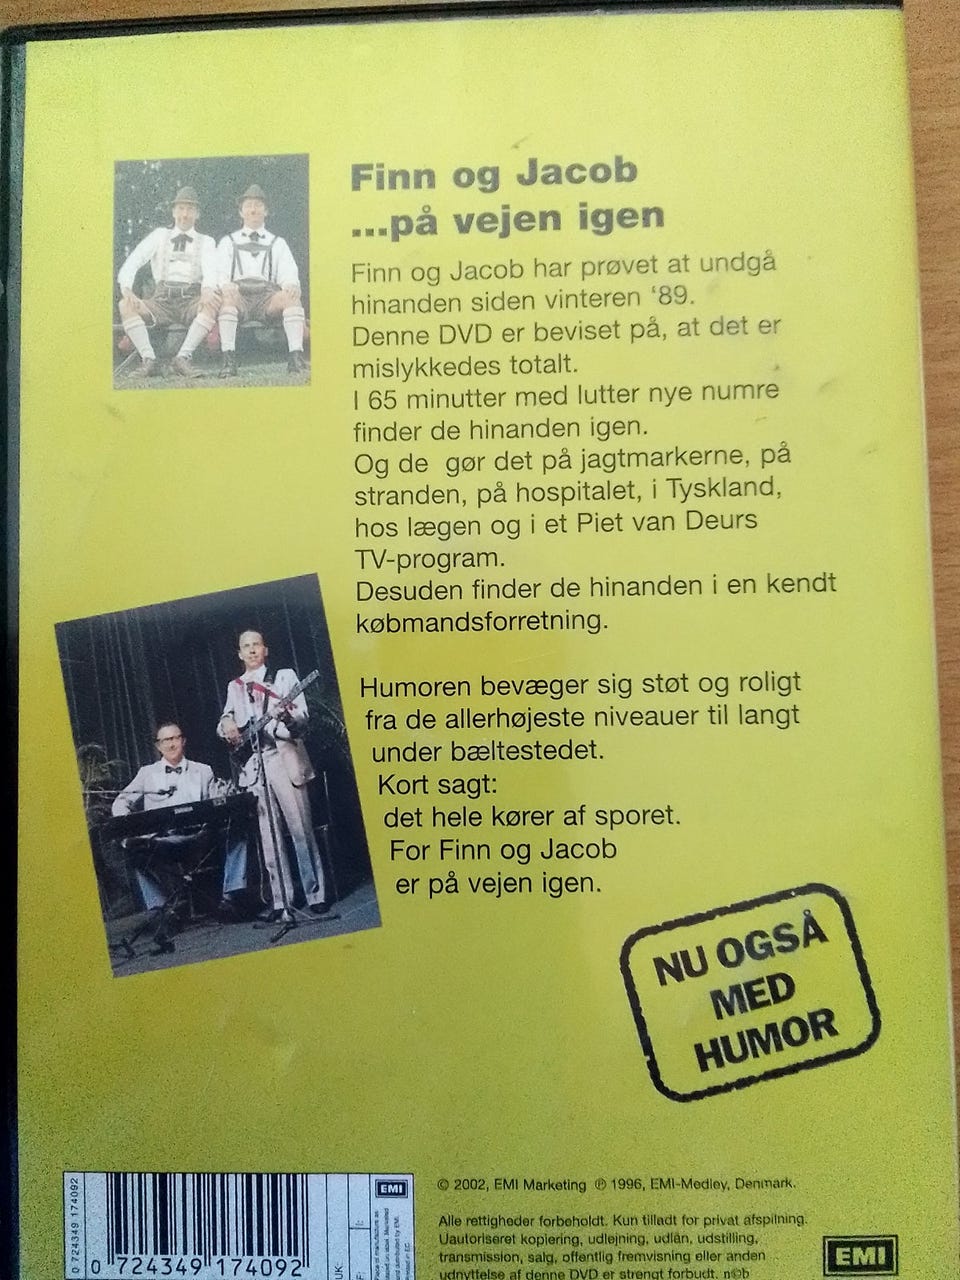 Finn og Jacob
...på vejen igen
Finn og Jacob har prøvet at undgå
hinanden siden vinteren ‘89.
Denne DVD er beviset på, at det er
mislykkedes totalt.
I 65 minutter med lutter nye numre
finder de hinanden igen.
Og de gør det på jagtmarkerne, på
stranden, på hospitalet, i Tyskland,
hos lægen og i et Piet van Deurs
TV-program.
Desuden finder de hinanden i en kendt
købmandsforretning.
Humoren bevæger sig støt og roligt
fra de allerhøjeste niveauer til langt
under bæltestedet.
Kort sagt:
det hele kører af sporet.
For Finn og Jacob
er på vejen igen.
NU OGSÅ
MED
HUMOR
0 724349 174092
0 724349 174092
UK:
F:
I:
EMI
© 2002, EMI Marketing ℗ 1996, EMI-Medley, Denmark.
Alle rettigheder forbeholdt. Kun tilladt for privat afspilning.
Uautoriseret kopiering, udlejning, udlån, udstilling,
transmission, salg, offentlig fremvisning eller anden
udnyttelse af denne DVD er strengt forbudt. n©b
EMI